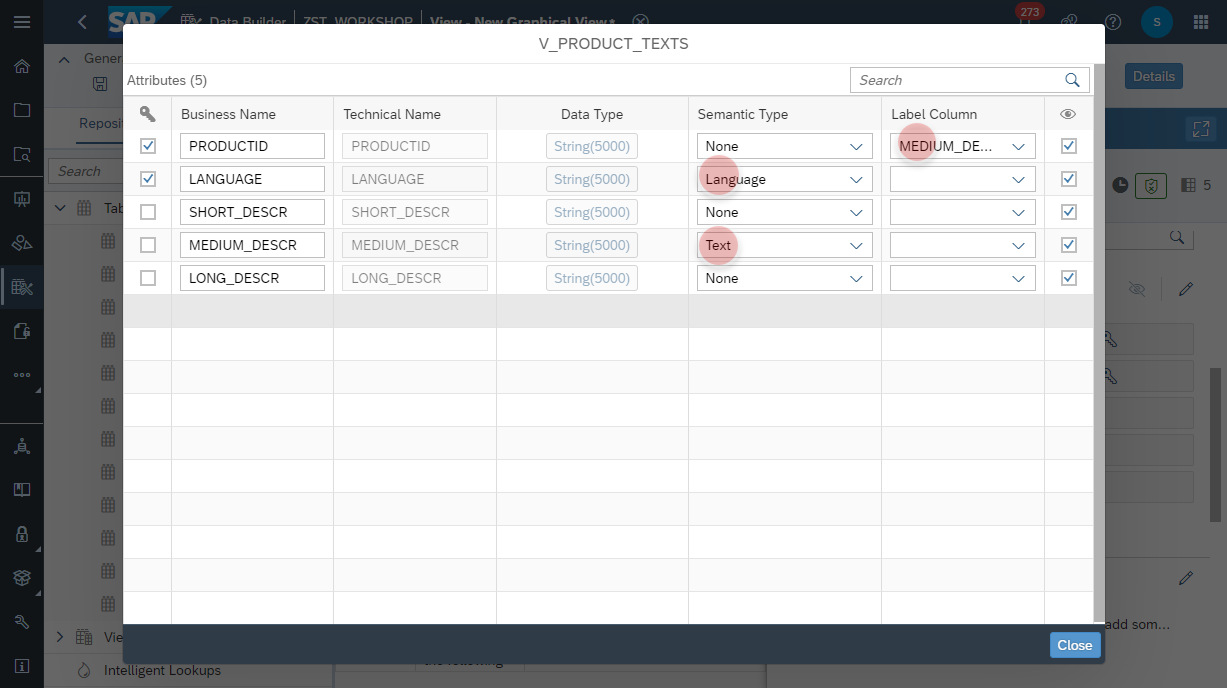 SAP Data Builder ZST_WORKSHOP View - New Graphical View* 273 S
V_PRODUCT_TEXTS
Gener
Attributes (5) Search Details
Business Name Technical Name Data Type Semantic Type Label Column
Reposi
PRODUCTID PRODUCTID String(5000) None MEDIUM_DE...
Search
LANGUAGE LANGUAGE String(5000) Language 5
Tab SHORT_DESCR SHORT_DESCR String(5000) None
MEDIUM_DESCR MEDIUM_DESCR String(5000) Text
LONG_DESCR LONG_DESCR String(5000) None
add som...
Vie
Close
the following
Intelligent Lookups